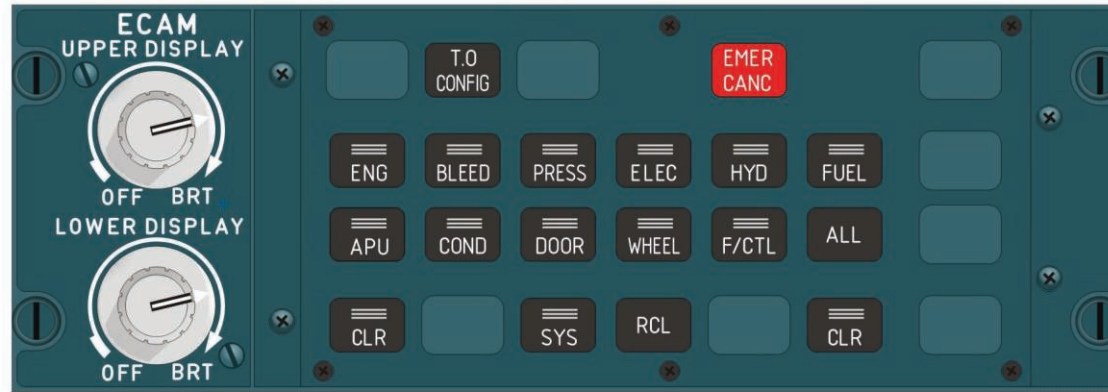 ECAM
UPPER DISPLAY
OFF BRT
LOWER DISPLAY
OFF BRT
T.O
CONFIG
EMER
CANC
ENG BLEED PRESS ELEC HYD FUEL
APU COND DOOR WHEEL F/CTL ALL
CLR SYS RCL CLR